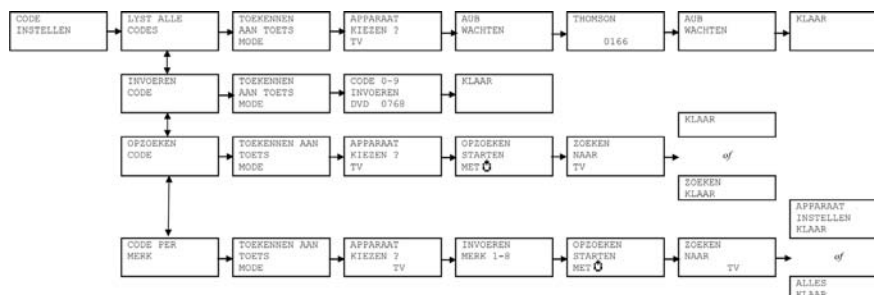 CODE
INSTELLEN
LYST ALLE
CODES
TOEKENNEN
AAN TOETS
MODE
APPARAAT
KIEZEN ?
TV
AUB
WACHTEN
THOMSON
0166
AUB
WACHTEN
KLAAR
INVOEREN
CODE
TOEKENNEN
AAN TOETS
MODE
CODE 0-9
INVOEREN
DVD 0768
KLAAR
OPZOEKEN
CODE
TOEKENNEN AAN
TOETS
MODE
APPARAAT
KIEZEN ?
TV
OPZOEKEN
STARTEN
MET
ZOEKEN
NAAR
TV
KLAAR
of
ZOEKEN
KLAAR
CODE PER
MERK
TOEKENNEN AAN
TOETS
MODE
APPARAAT
KIEZEN ?
TV
INVOEREN
MERK 1-8
OPZOEKEN
STARTEN
MET
ZOEKEN
NAAR
TV
APPARAAT
INSTELLEN
KLAAR
of
ALLES
KLAAR